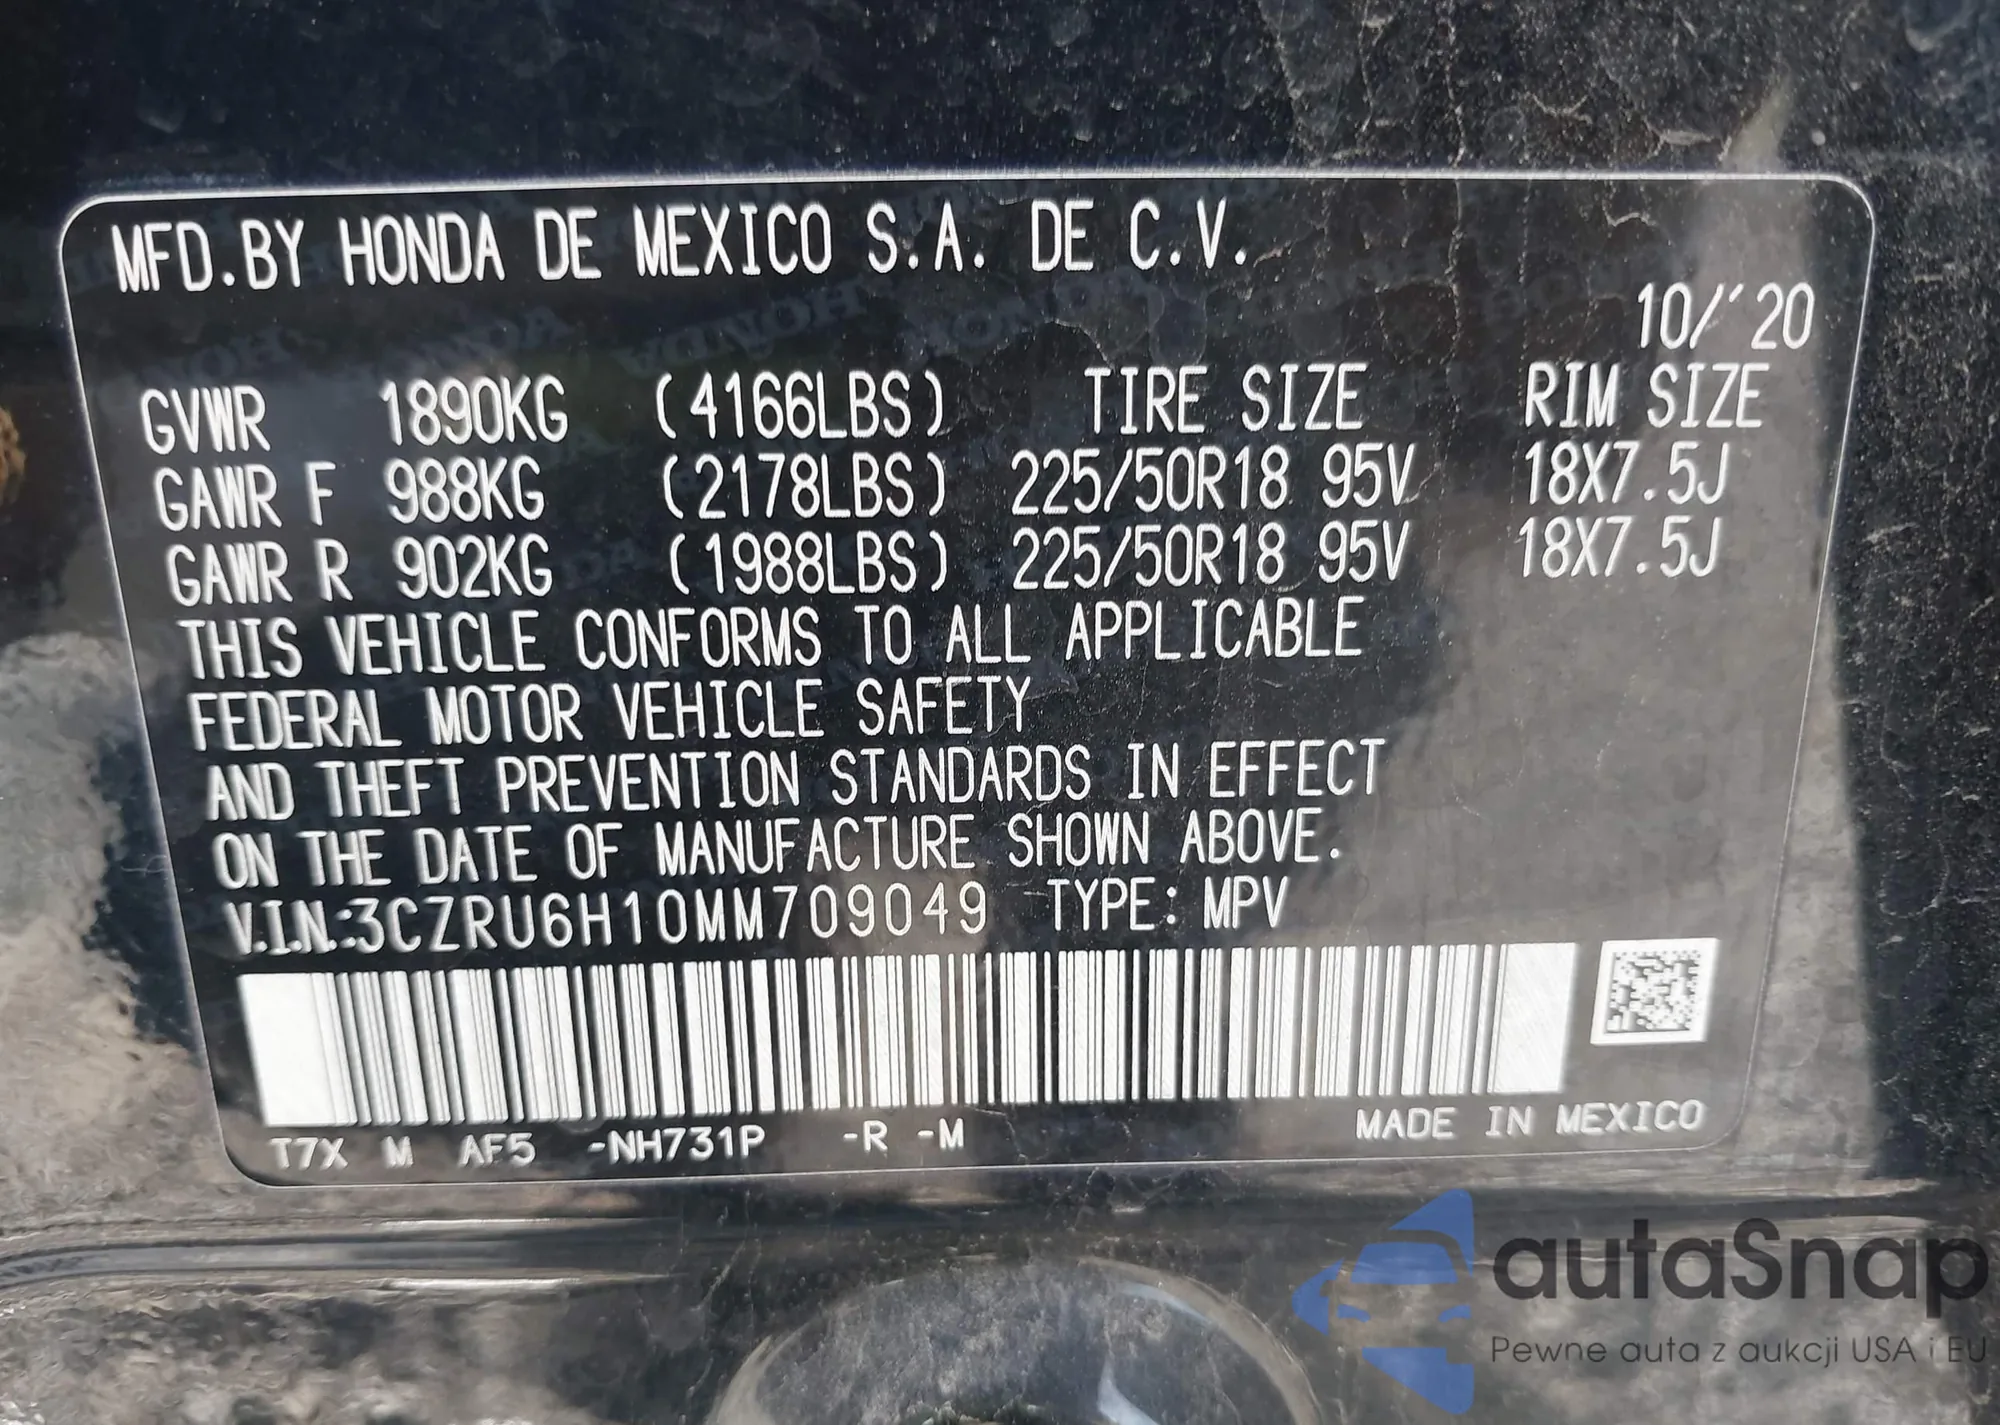 MFD.BY HONDA DE MEXICO S.A. DE C.V.
10/'20
GVWR 1890KG (4166LBS) TIRE SIZE RIM SIZE
GAWR F 988KG (2178LBS) 225/50R18 95V 18X7.5J
GAWR R 902KG (1988LBS) 225/50R18 95V 18X7.5J
THIS VEHICLE CONFORMS TO ALL APPLICABLE
FEDERAL MOTOR VEHICLE SAFETY
AND THEFT PREVENTION STANDARDS IN EFFECT
ON THE DATE OF MANUFACTURE SHOWN ABOVE.
V.I.N.:3CZRU6H10MM709049 TYPE: MPV
T7X M AF5 -NH731P -R -M MADE IN MEXICO
autaSnap
Pewne auta z aukcji USA i EU